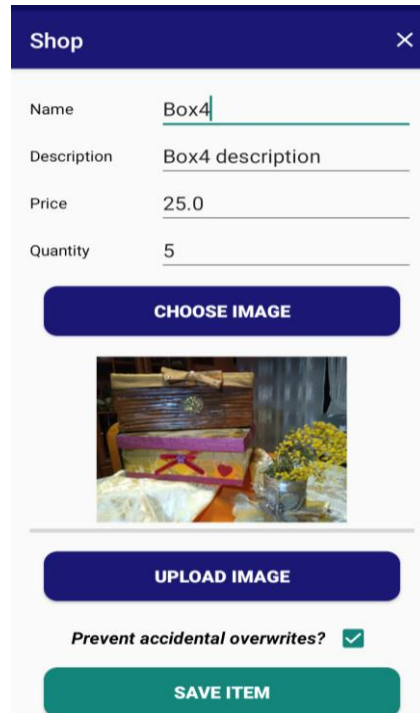 Shop
Name Box4
Description Box4 description
Price 25.0
Quantity 5
CHOOSE IMAGE
UPLOAD IMAGE
Prevent accidental overwrites?
SAVE ITEM